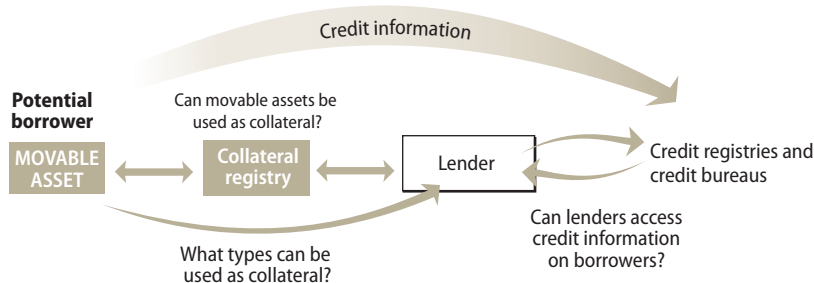 Credit information
Potential
borrower
Can movable assets be
used as collateral?
MOVABLE
ASSET
Collateral
registry
Lender
Credit registries and
credit bureaus
What types can be
used as collateral?
Can lenders access
credit information
on borrowers?